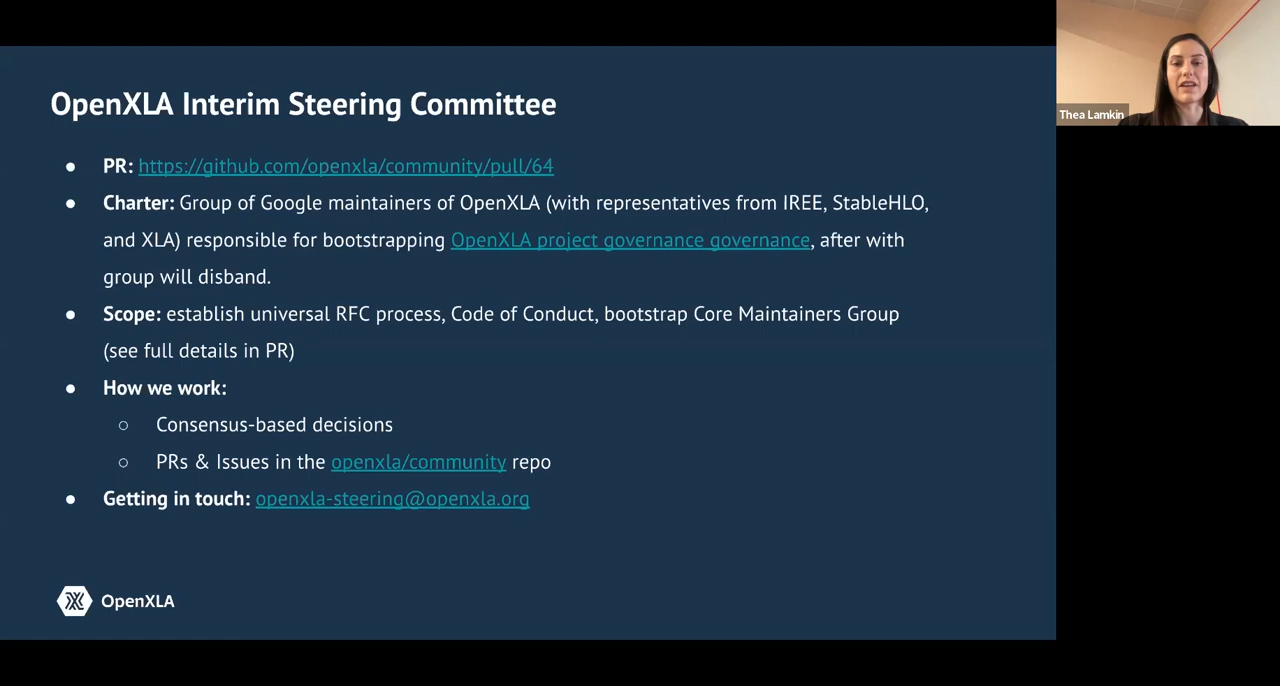 OpenXLA Interim Steering Committee
● PR: https://github.com/openxla/community/pull/64
● Charter: Group of Google maintainers of OpenXLA (with representatives from IREE, StableHLO,
and XLA) responsible for bootstrapping OpenXLA project governance governance, after with
group will disband.
● Scope: establish universal RFC process, Code of Conduct, bootstrap Core Maintainers Group
(see full details in PR)
● How we work:
○ Consensus-based decisions
○ PRs & Issues in the openxla/community repo
● Getting in touch: openxla-steering@openxla.org
OpenXLA
Thea Lamkin